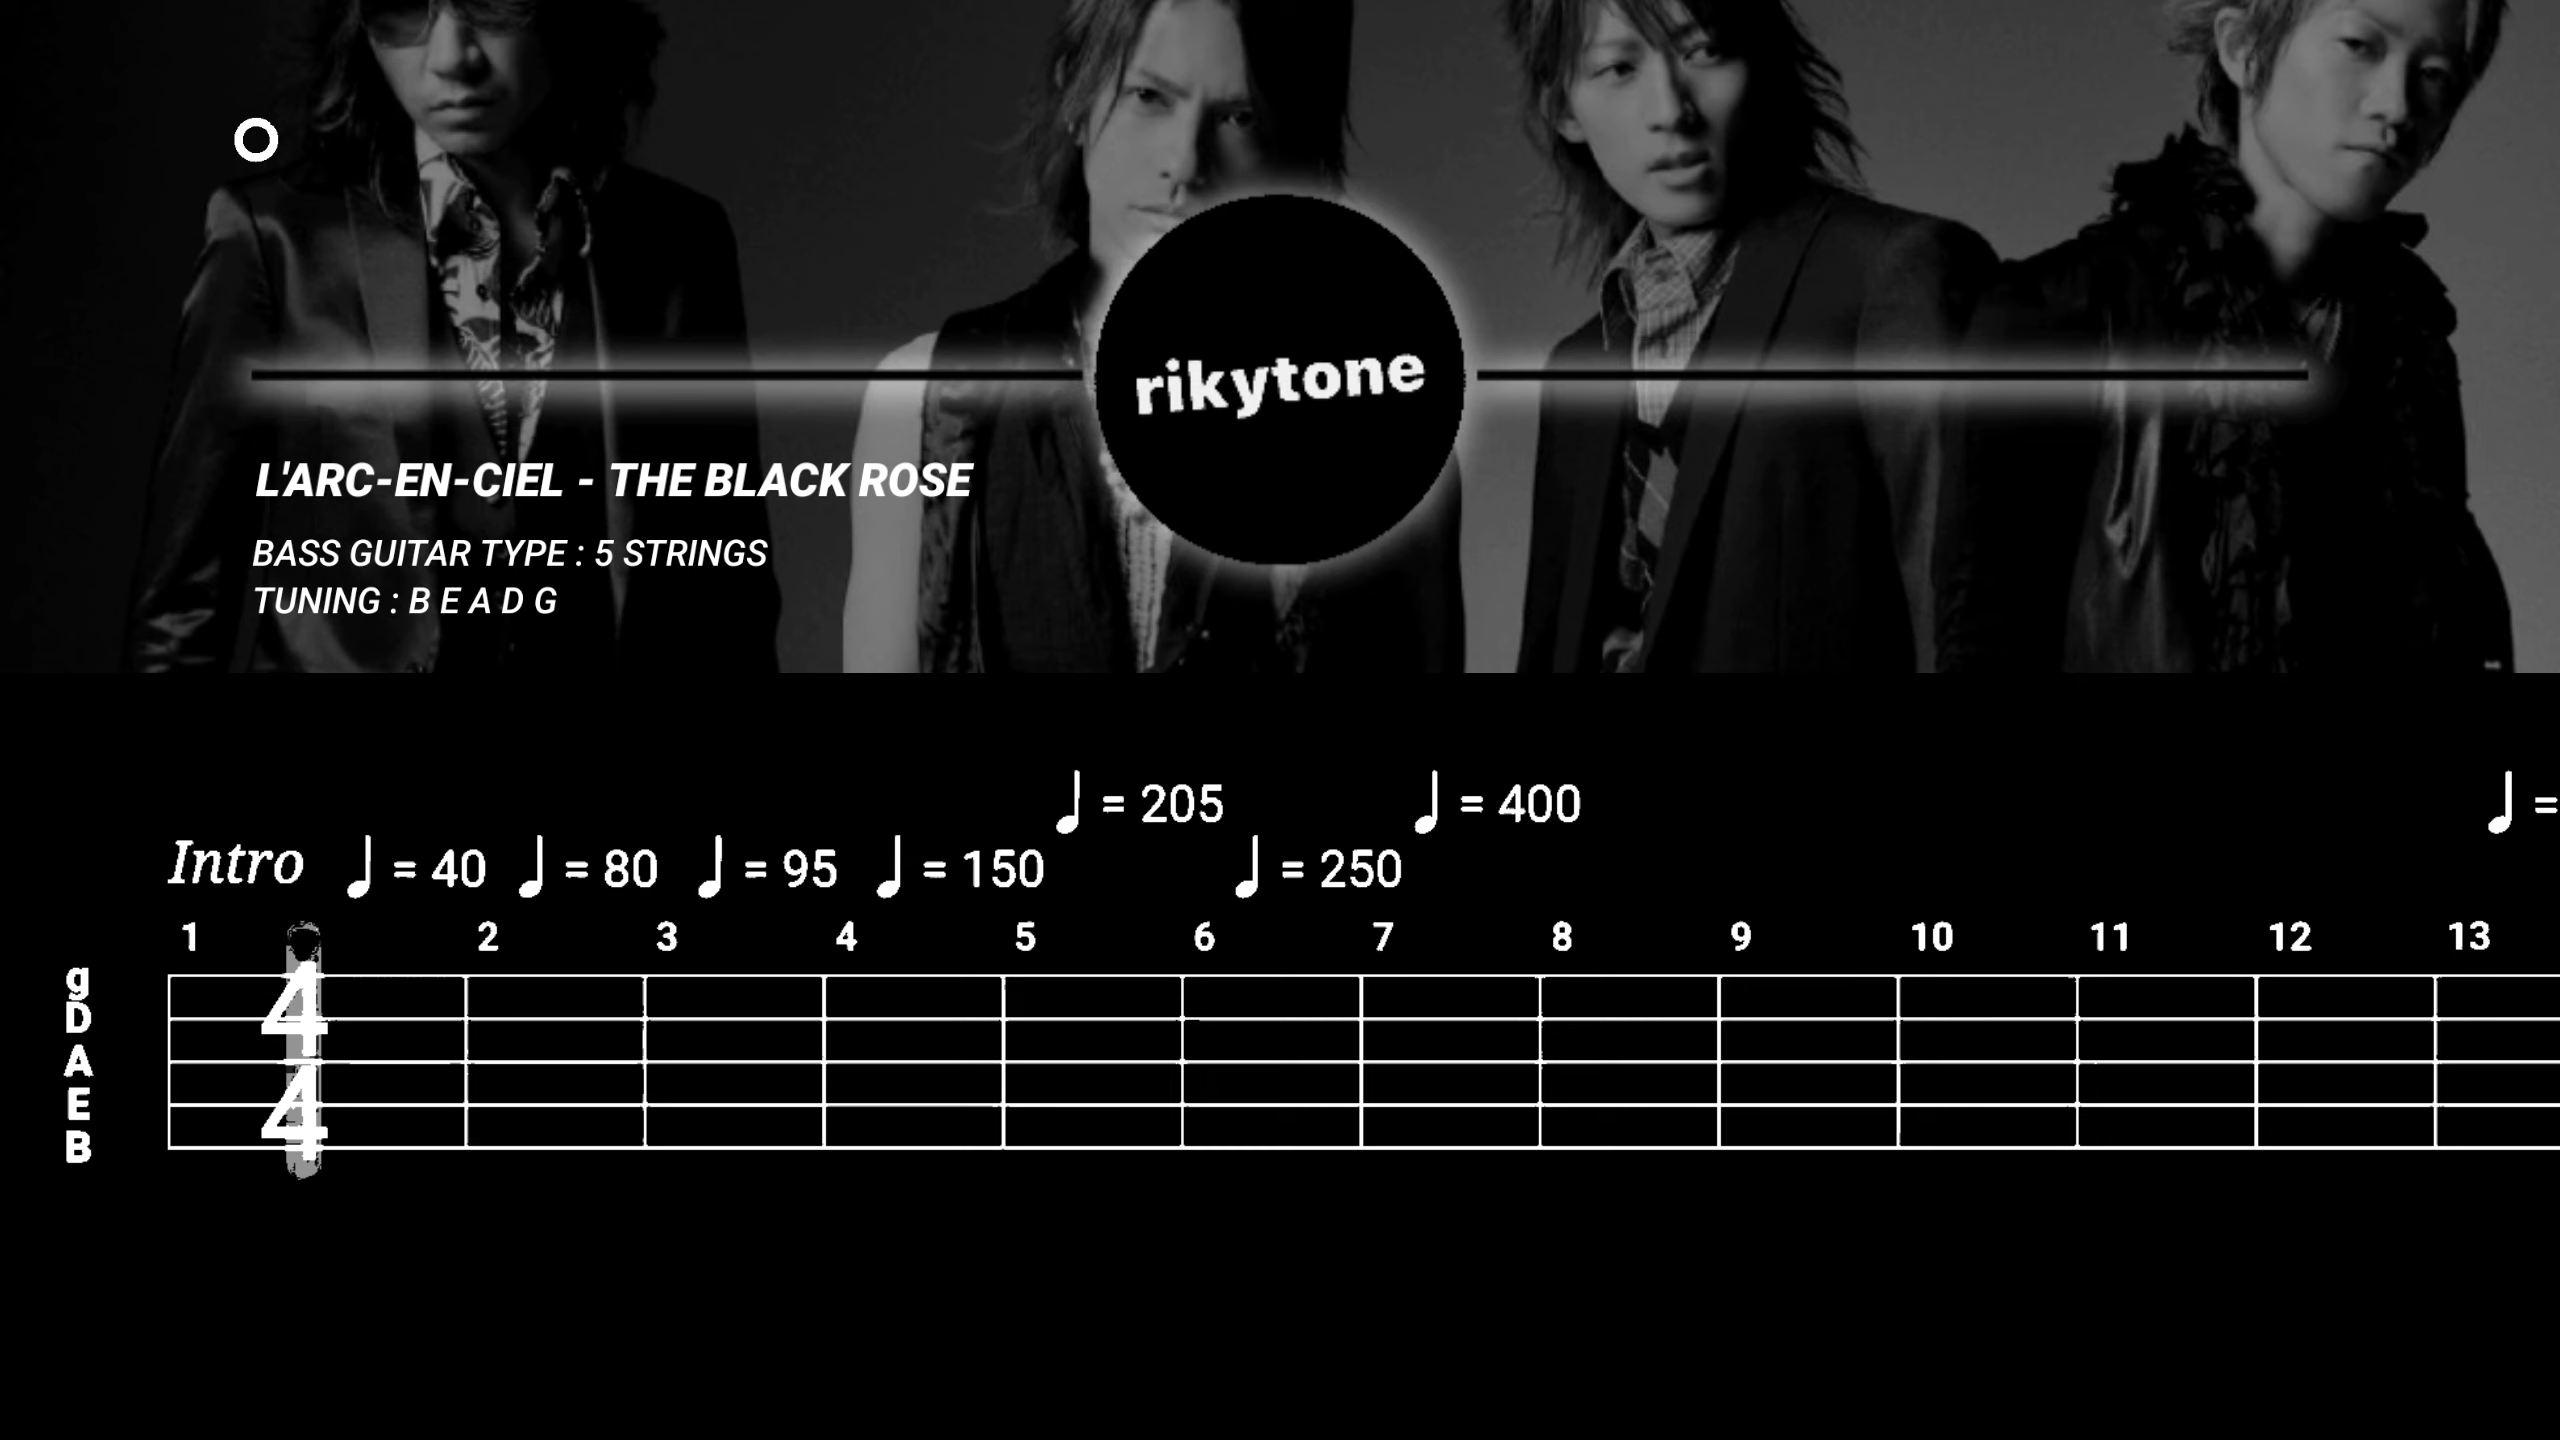 rikytone
L'ARC-EN-CIEL - THE BLACK ROSE
BASS GUITAR TYPE : 5 STRINGS
TUNING : B E A D G
= 205 = 400 =
Intro = 40 = 80 = 95 = 150 = 250
1 2 3 4 5 6 7 8 9 10 11 12 13
g
D
A
E
B
4
4